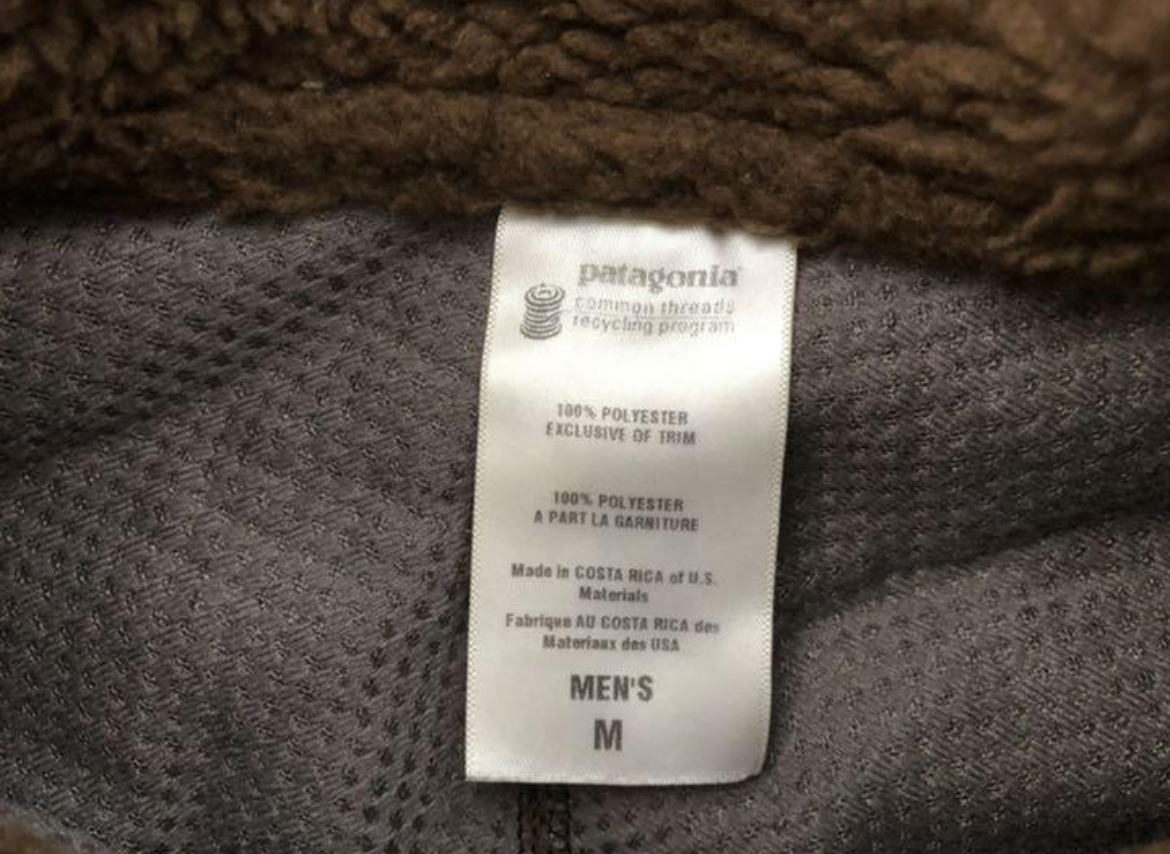 patagonia
common threads
recycling program
100% POLYESTER
EXCLUSIVE OF TRIM
100% POLYESTER
A PART LA GARNITURE
Made in COSTA RICA of U.S.
Materials
Fabrique AU COSTA RICA des
Materiaux des USA
MEN'S
M